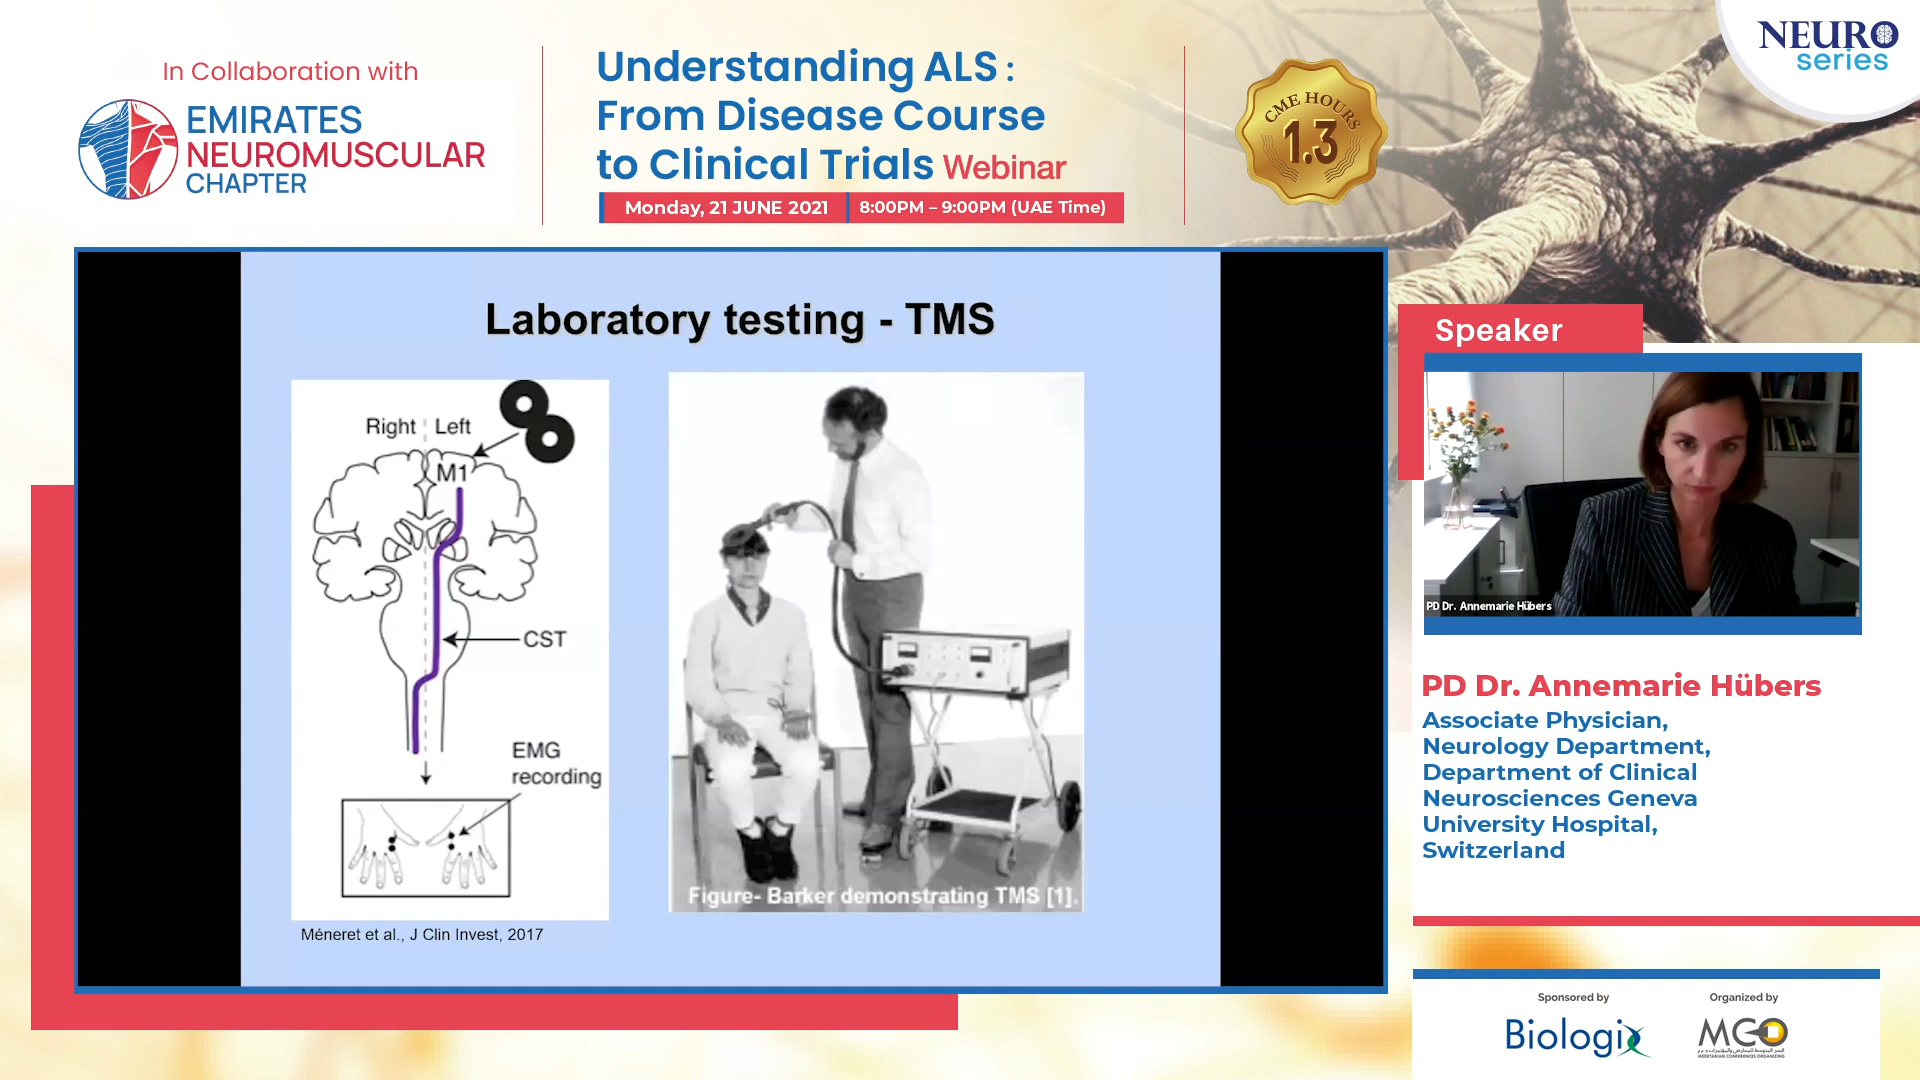 In Collaboration with
EMIRATES
NEUROMUSCULAR
CHAPTER
Understanding ALS :
From Disease Course
to Clinical Trials Webinar
Monday, 21 JUNE 2021
8:00PM – 9:00PM (UAE Time)
CME HOURS
1.3
NEURO
series
Laboratory testing - TMS
Right
Left
M1
CST
EMG
recording
Méneret et al., J Clin Invest, 2017
Figure- Barker demonstrating TMS [1].
Speaker
PD Dr. Annemarie Hübers
PD Dr. Annemarie Hübers
Associate Physician,
Neurology Department,
Department of Clinical
Neurosciences Geneva
University Hospital,
Switzerland
Sponsored by
Biologix
Organized by
MCO